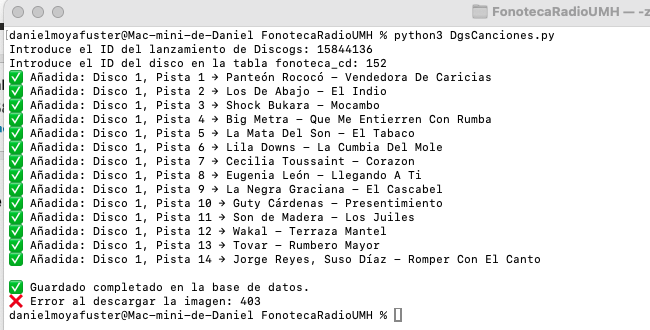 FonotecaRadioUMH — -z
danielmoyafuster@Mac-mini-de-Daniel FonotecaRadioUMH % python3 DgsCanciones.py
Introduce el ID del lanzamiento de Discogs: 15844136
Introduce el ID del disco en la tabla fonoteca_cd: 152
✅ Añadida: Disco 1, Pista 1 → Panteón Rococó – Vendedora De Caricias
✅ Añadida: Disco 1, Pista 2 → Los De Abajo – El Indio
✅ Añadida: Disco 1, Pista 3 → Shock Bukara – Mocambo
✅ Añadida: Disco 1, Pista 4 → Big Metra – Que Me Entierren Con Rumba
✅ Añadida: Disco 1, Pista 5 → La Mata Del Son – El Tabaco
✅ Añadida: Disco 1, Pista 6 → Lila Downs – La Cumbia Del Mole
✅ Añadida: Disco 1, Pista 7 → Cecilia Toussaint – Corazon
✅ Añadida: Disco 1, Pista 8 → Eugenia León – Llegando A Ti
✅ Añadida: Disco 1, Pista 9 → La Negra Graciana – El Cascabel
✅ Añadida: Disco 1, Pista 10 → Guty Cárdenas – Presentimiento
✅ Añadida: Disco 1, Pista 11 → Son de Madera – Los Juiles
✅ Añadida: Disco 1, Pista 12 → Wakal – Terraza Mantel
✅ Añadida: Disco 1, Pista 13 → Tovar – Rumbero Mayor
✅ Añadida: Disco 1, Pista 14 → Jorge Reyes, Suso Díaz – Romper Con El Canto
✅ Guardado completado en la base de datos.
❌ Error al descargar la imagen: 403
danielmoyafuster@Mac-mini-de-Daniel FonotecaRadioUMH %